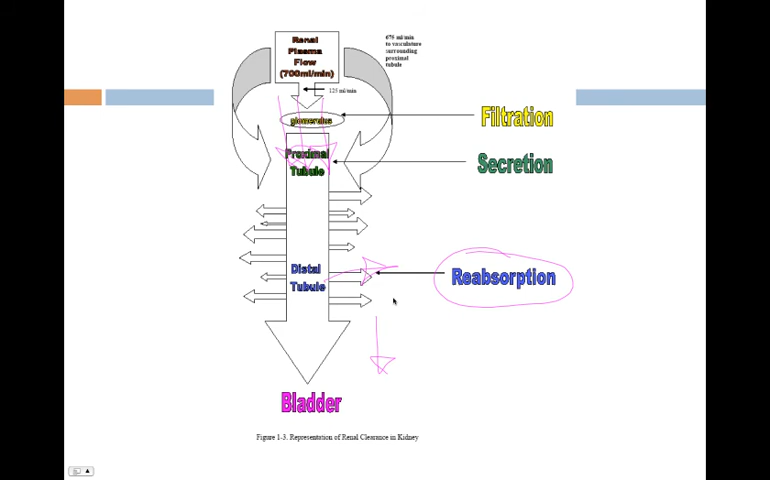 Renal
Plasma
Flow
(700ml/min)
675 ml/min
to vasculature
surrounding
proximal
tubule
125 ml/min
glomerulus
Filtration
Proximal
Tubule
Secretion
Distal
Tubule
Reabsorption
Bladder
Figure 1-3. Representation of Renal Clearance in Kidney